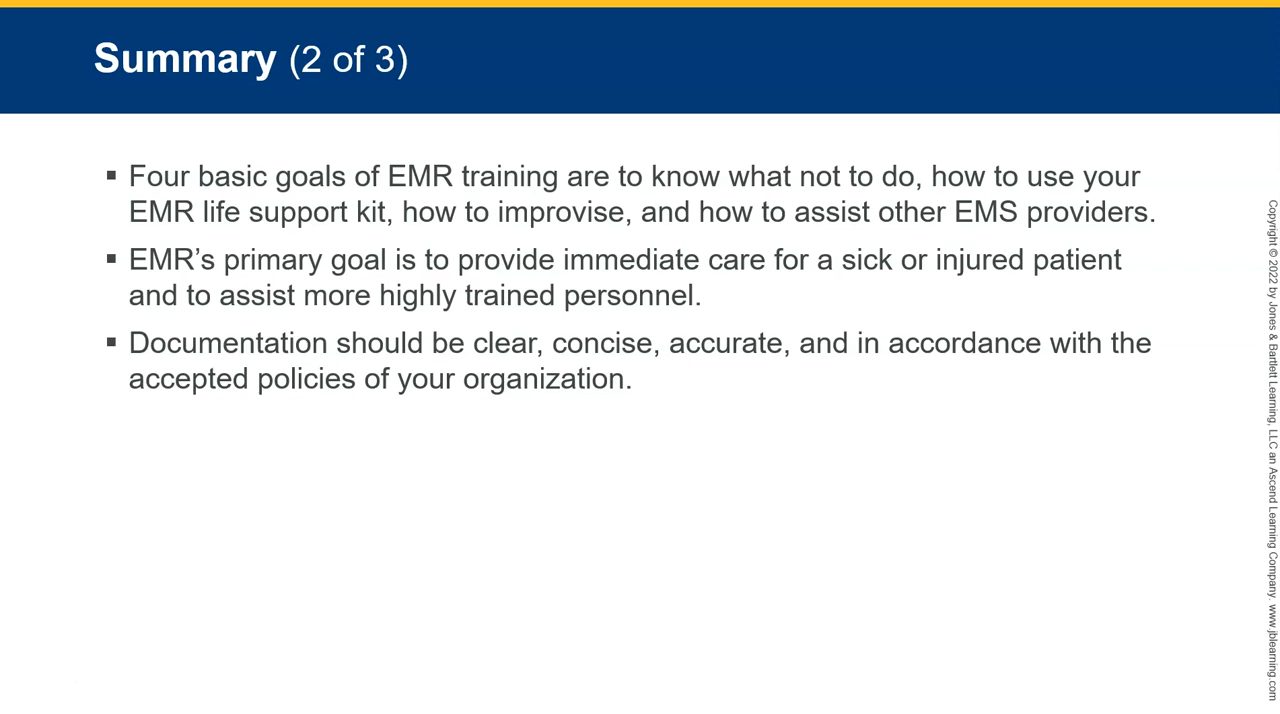 Summary (2 of 3)
▪ Four basic goals of EMR training are to know what not to do, how to use your
EMR life support kit, how to improvise, and how to assist other EMS providers.
▪ EMR’s primary goal is to provide immediate care for a sick or injured patient
and to assist more highly trained personnel.
▪ Documentation should be clear, concise, accurate, and in accordance with the
accepted policies of your organization.
Copyright © 2022 by Jones & Bartlett Learning, LLC an Ascend Learning Company. www.jblearning.com